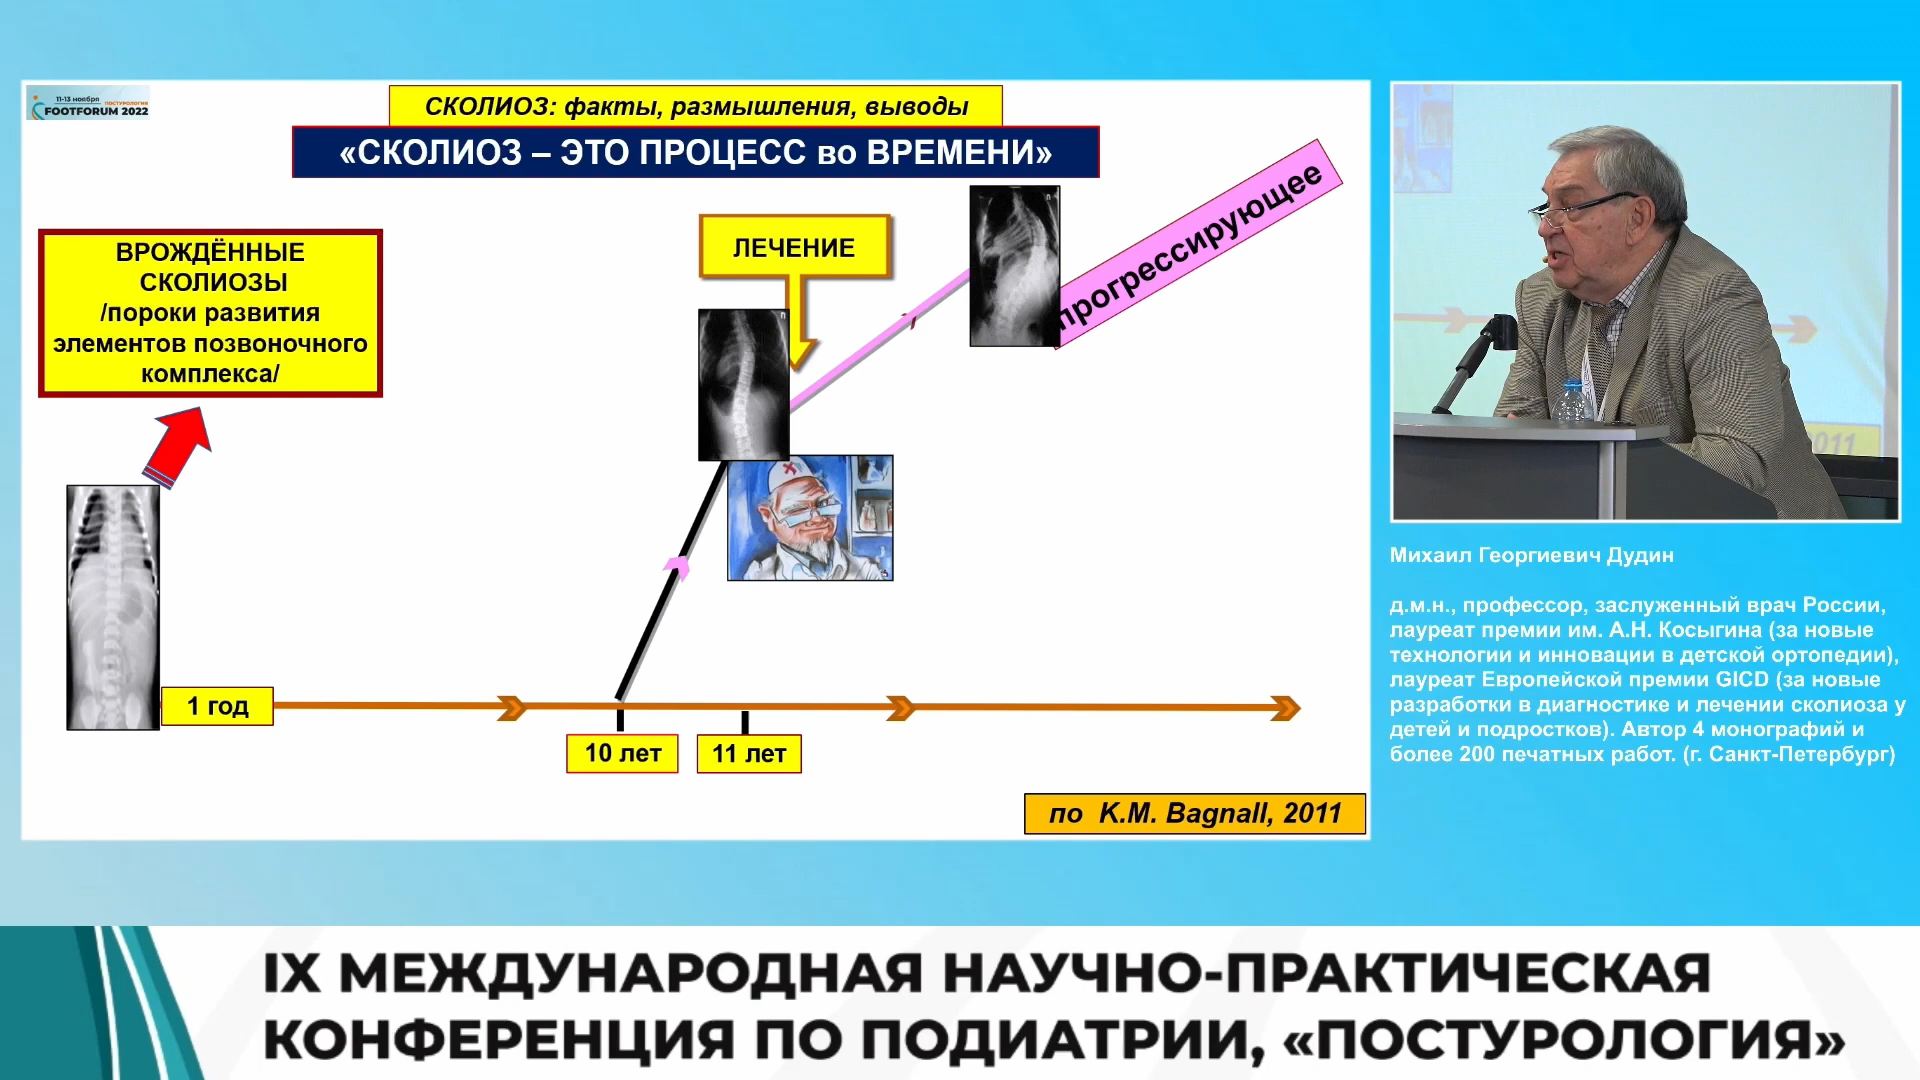 11-13 ноября
ПОСТУРОЛОГИЯ
FOOTFORUM 2022
СКОЛИОЗ: факты, размышления, выводы
«СКОЛИОЗ – ЭТО ПРОЦЕСС во ВРЕМЕНИ»
ВРОЖДЁННЫЕ
СКОЛИОЗЫ
/пороки развития
элементов позвоночного
комплекса/
ЛЕЧЕНИЕ
прогрессирующее
1 год
10 лет
11 лет
по K.M. Bagnall, 2011
2011
Михаил Георгиевич Дудин
д.м.н., профессор, заслуженный врач России,
лауреат премии им. А.Н. Косыгина (за новые
технологии и инновации в детской ортопедии),
лауреат Европейской премии GICD (за новые
разработки в диагностике и лечении сколиоза у
детей и подростков). Автор 4 монографий и
более 200 печатных работ. (г. Санкт-Петербург)
IX МЕЖДУНАРОДНАЯ НАУЧНО-ПРАКТИЧЕСКАЯ
КОНФЕРЕНЦИЯ ПО ПОДИАТРИИ, «ПОСТУРОЛОГИЯ»